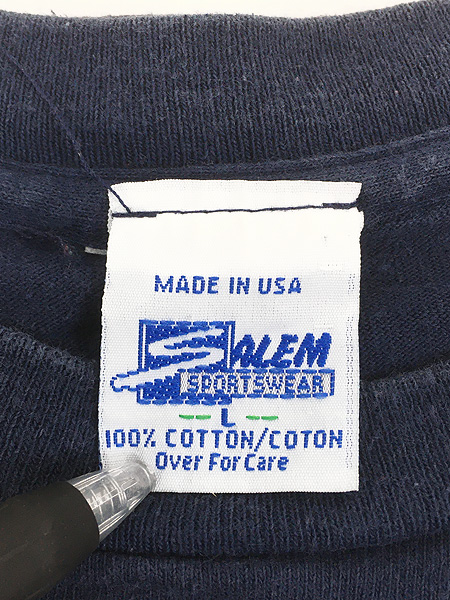 MADE IN USA
SALEM
SPORTSWEAR
-- L --
100% COTTON/COTON
Over For Care